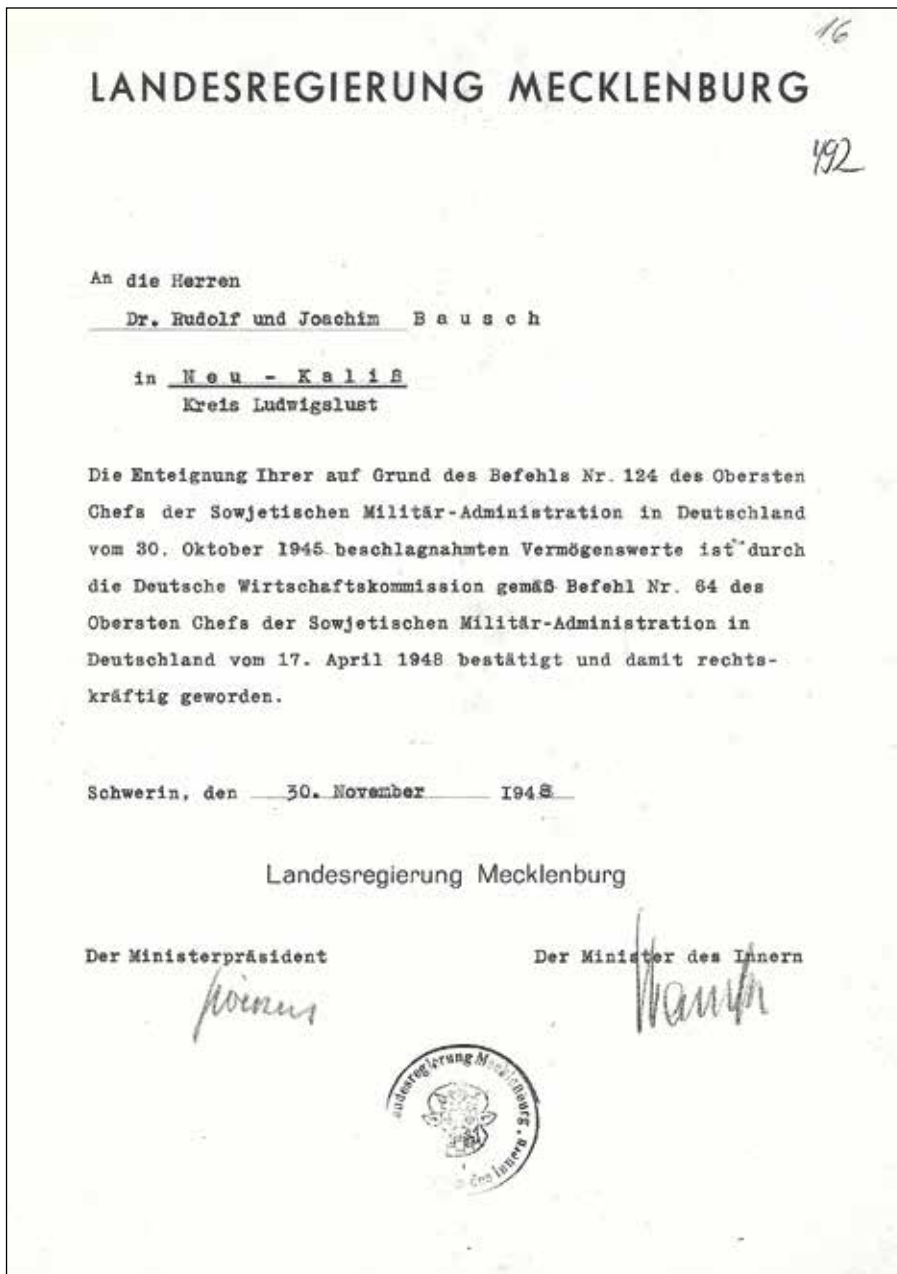 16
LANDESREGIERUNG MECKLENBURG
492
An die Herren
Dr. Rudolf und Joachim Bausch
in Neu - Kaliß
Kreis Ludwigslust
Die Enteignung Ihrer auf Grund des Befehls Nr. 124 des Obersten
Chefs der Sowjetischen Militär-Administration in Deutschland
vom 30. Oktober 1945 beschlagnahmten Vermögenswerte ist durch
die Deutsche Wirtschaftskommission gemäß Befehl Nr. 64 des
Obersten Chefs der Sowjetischen Militär-Administration in
Deutschland vom 17. April 1948 bestätigt und damit rechts-
kräftig geworden.
Schwerin, den 30. November 1948
Landesregierung Mecklenburg
Der Ministerpräsident Der Minister des Innern
Landesregierung Mecklenburg
des Innern